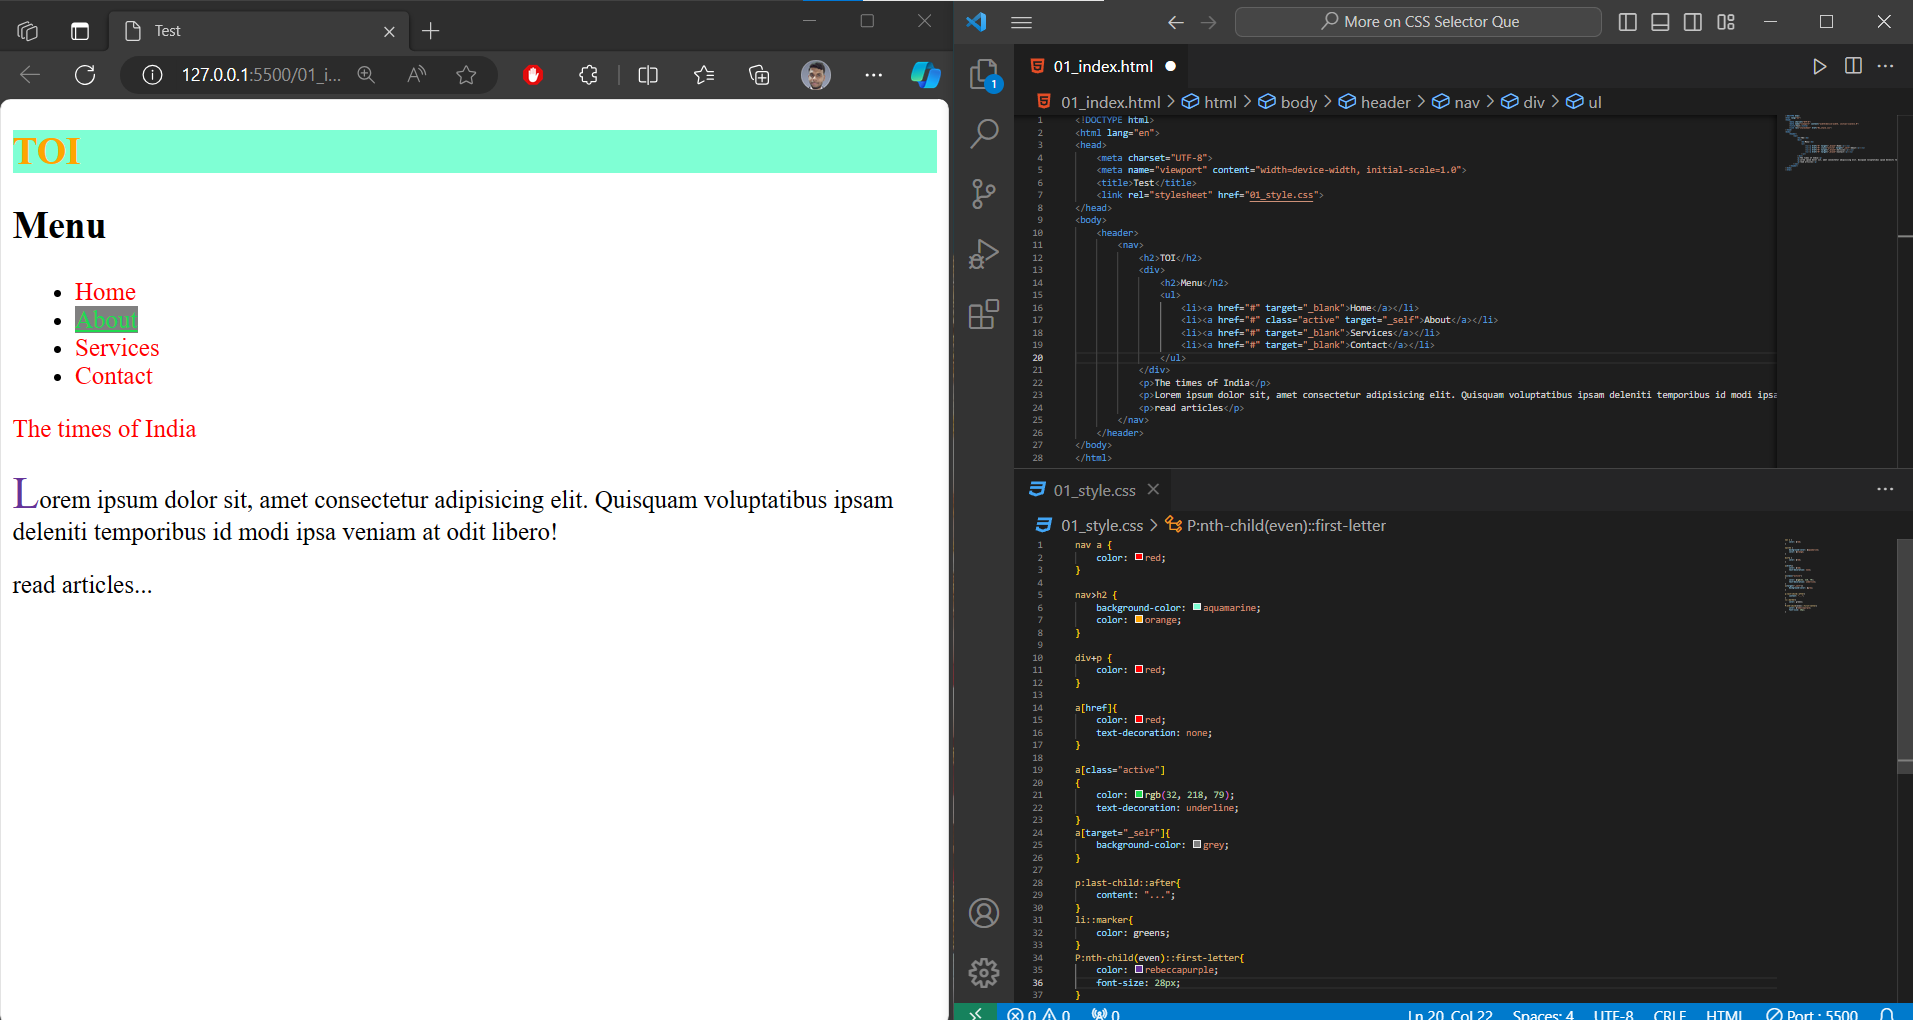 Test
127.0.0.1:5500/01_i...
TOI
Menu
Home
About
Services
Contact
The times of India
Lorem ipsum dolor sit, amet consectetur adipisicing elit. Quisquam voluptatibus ipsam
deleniti temporibus id modi ipsa veniam at odit libero!
read articles...
More on CSS Selector Que
1
01_index.html
01_index.html > html > body > header > nav > div > ul
1 <!DOCTYPE html>
2 <html lang="en">
3 <head>
4 <meta charset="UTF-8">
5 <meta name="viewport" content="width=device-width, initial-scale=1.0">
6 <title>Test</title>
7 <link rel="stylesheet" href="01_style.css">
8 </head>
9 <body>
10 <header>
11 <nav>
12 <h2>TOI</h2>
13 <div>
14 <h2>Menu</h2>
15 <ul>
16 <li><a href="#" target="_blank">Home</a></li>
17 <li><a href="#" class="active" target="_self">About</a></li>
18 <li><a href="#" target="_blank">Services</a></li>
19 <li><a href="#" target="_blank">Contact</a></li>
20 </ul>
21 </div>
22 <p>The times of India</p>
23 <p>Lorem ipsum dolor sit, amet consectetur adipisicing elit. Quisquam voluptatibus ipsam deleniti temporibus id modi ipsa
24 <p>read articles</p>
25 </nav>
26 </header>
27 </body>
28 </html>
01_style.css
01_style.css > P:nth-child(even)::first-letter
1 nav a {
2 color: red;
3 }
4
5 nav>h2 {
6 background-color: aquamarine;
7 color: orange;
8 }
9
10 div+p {
11 color: red;
12 }
13
14 a[href]{
15 color: red;
16 text-decoration: none;
17 }
18
19 a[class="active"]
20 {
21 color: rgb(32, 218, 79);
22 text-decoration: underline;
23 }
24 a[target="_self"]{
25 background-color: grey;
26 }
27
28 p:last-child::after{
29 content: "...";
30 }
31 li::marker{
32 color: greens;
33 }
34 P:nth-child(even)::first-letter{
35 color: rebeccapurple;
36 font-size: 28px;
37 }
0 0 0 Ln 20, Col 22 Spaces: 4 UTF-8 CRLF HTML Port : 5500